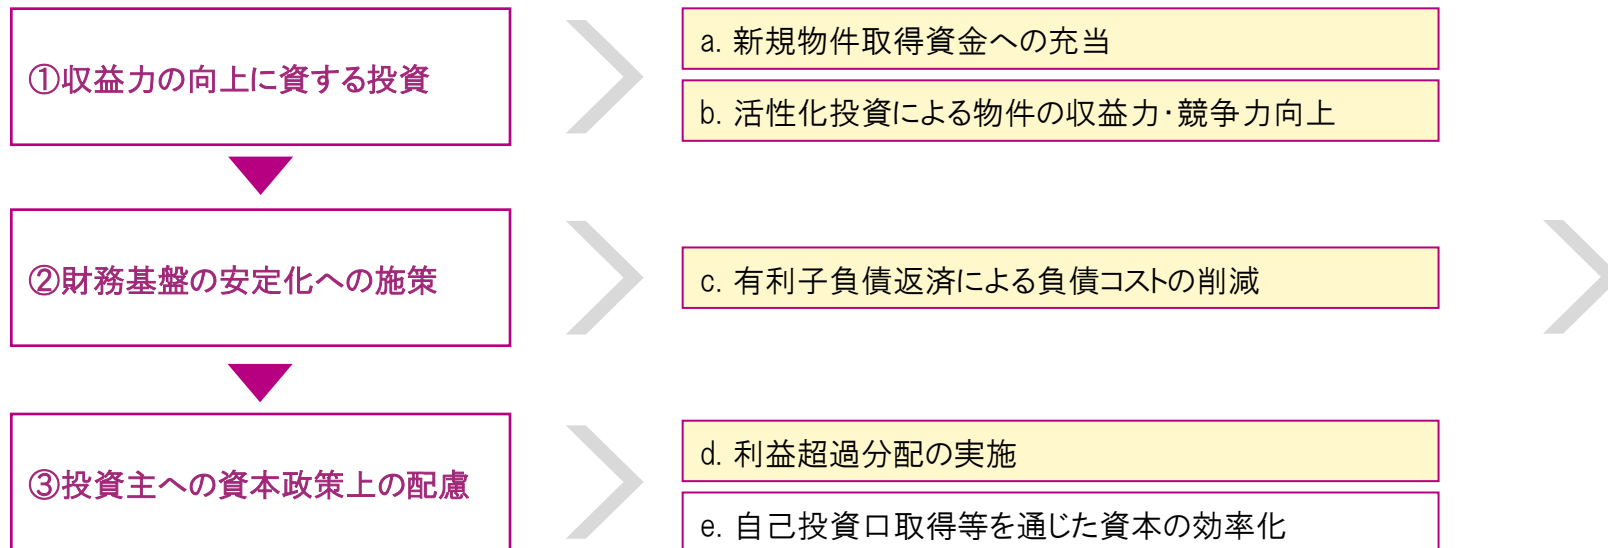 ①収益力の向上に資する投資
a. 新規物件取得資金への充当
b. 活性化投資による物件の収益力・競争力向上
②財務基盤の安定化への施策
c. 有利子負債返済による負債コストの削減
③投資主への資本政策上の配慮
d. 利益超過分配の実施
e. 自己投資口取得等を通じた資本の効率化